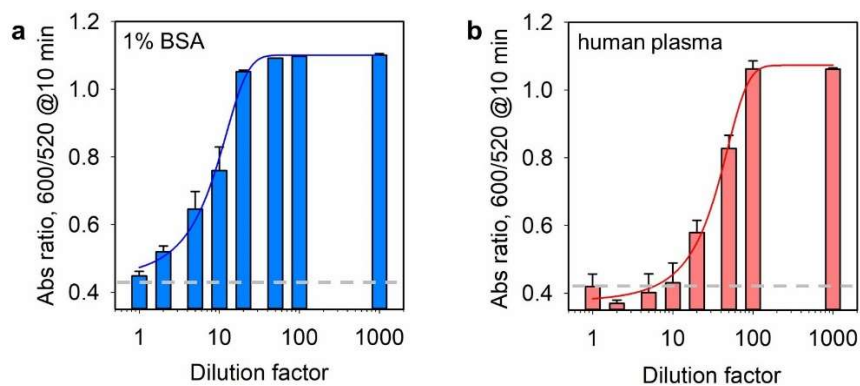 a
1% BSA
Abs ratio, 600/520 @10 min
1.2
1.0
0.8
0.6
0.4
1
10
100
1000
Dilution factor
b
human plasma
Abs ratio, 600/520 @10 min
1.2
1.0
0.8
0.6
0.4
1
10
100
1000
Dilution factor